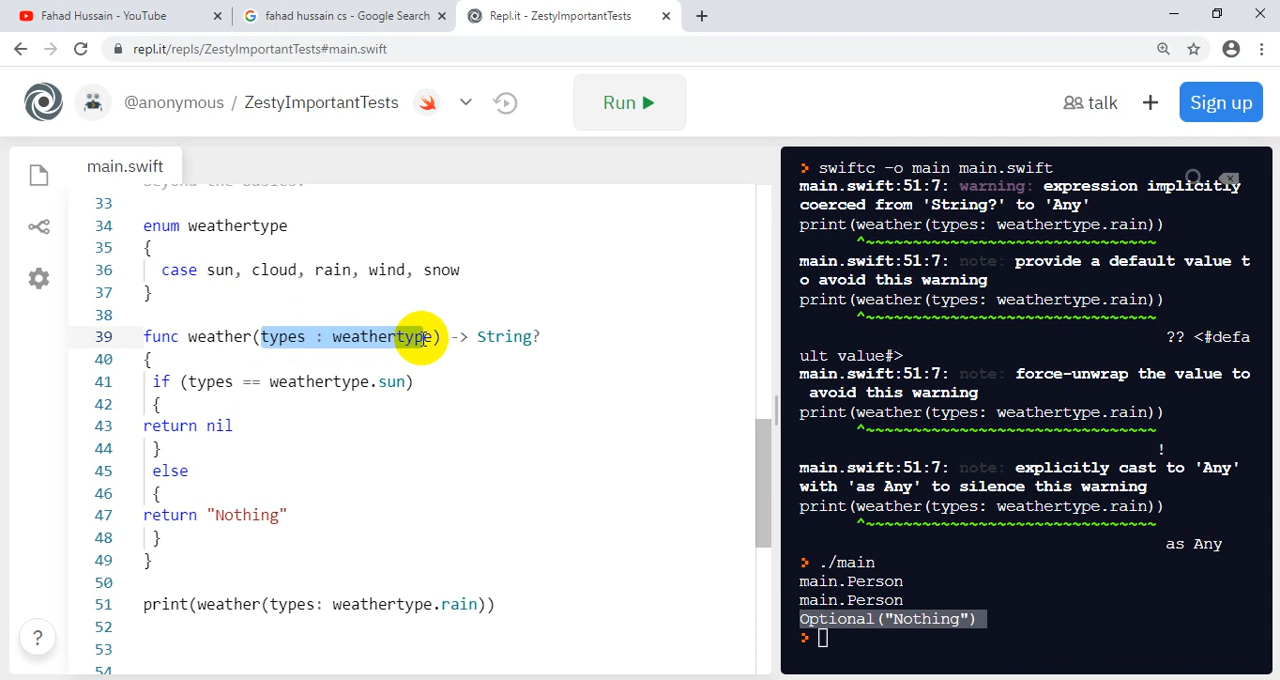 Fahad Hussain - YouTube
fahad hussain cs - Google Search
Repl.it - ZestyImportantTests
repl.it/repls/ZestyImportantTests#main.swift
@anonymous / ZestyImportantTests
Run
talk
Sign up
main.swift
beyond the basics.
33
34 enum weathertype
35 {
36 case sun, cloud, rain, wind, snow
37 }
38
39 func weather(types : weathertype) -> String?
40 {
41 if (types == weathertype.sun)
42 {
43 return nil
44 }
45 else
46 {
47 return "Nothing"
48 }
49 }
50
51 print(weather(types: weathertype.rain))
52
53
54
?
> swiftc -o main main.swift
main.swift:51:7: warning: expression implicitly
coerced from 'String?' to 'Any'
print(weather(types: weathertype.rain))
^~~~~~~~~~~~~~~~~~~~~~~~~~~~~~~~
main.swift:51:7: note: provide a default value t
o avoid this warning
print(weather(types: weathertype.rain))
^~~~~~~~~~~~~~~~~~~~~~~~~~~~~~~~
?? <#defa
ult value#>
main.swift:51:7: note: force-unwrap the value to
avoid this warning
print(weather(types: weathertype.rain))
^~~~~~~~~~~~~~~~~~~~~~~~~~~~~~~~
!
main.swift:51:7: note: explicitly cast to 'Any'
with 'as Any' to silence this warning
print(weather(types: weathertype.rain))
^~~~~~~~~~~~~~~~~~~~~~~~~~~~~~~~
as Any
> ./main
main.Person
main.Person
Optional("Nothing")
>